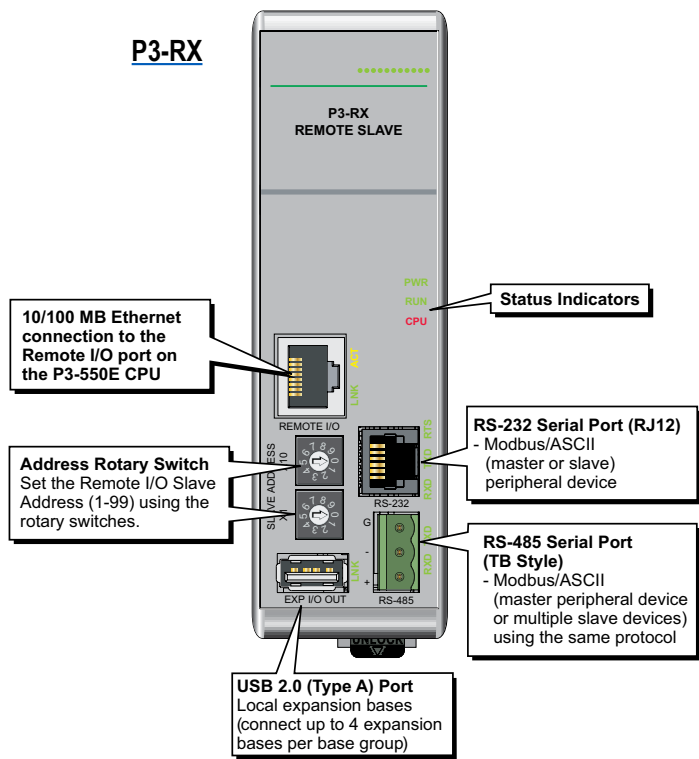 P3-RX
P3-RX
REMOTE SLAVE
PWR
RUN
CPU
Status Indicators
10/100 MB Ethernet
connection to the
Remote I/O port on
the P3-550E CPU
ACT
LNK
REMOTE I/O
Address Rotary Switch
Set the Remote I/O Slave
Address (1-99) using the
rotary switches.
SLAVE ADDRESS
X10
X1
RTS
TXD
RXD
RS-232
RS-232 Serial Port (RJ12)
- Modbus/ASCII
(master or slave)
peripheral device
G
-
+
TXD
RXD
RS-485
RS-485 Serial Port
(TB Style)
- Modbus/ASCII
(master peripheral device
or multiple slave devices)
using the same protocol
LNK
EXP I/O OUT
UNLOCK
USB 2.0 (Type A) Port
Local expansion bases
(connect up to 4 expansion
bases per base group)